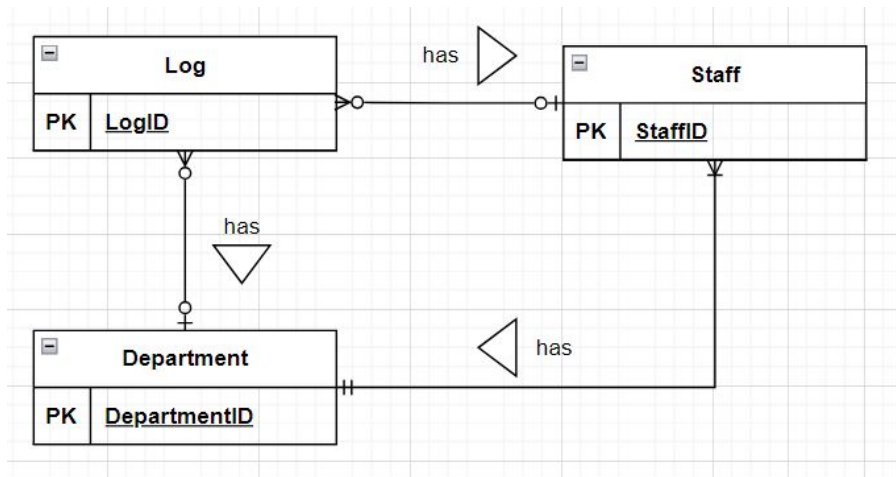 Log
PK LogID
has
Staff
PK StaffID
has
Department
PK DepartmentID
has